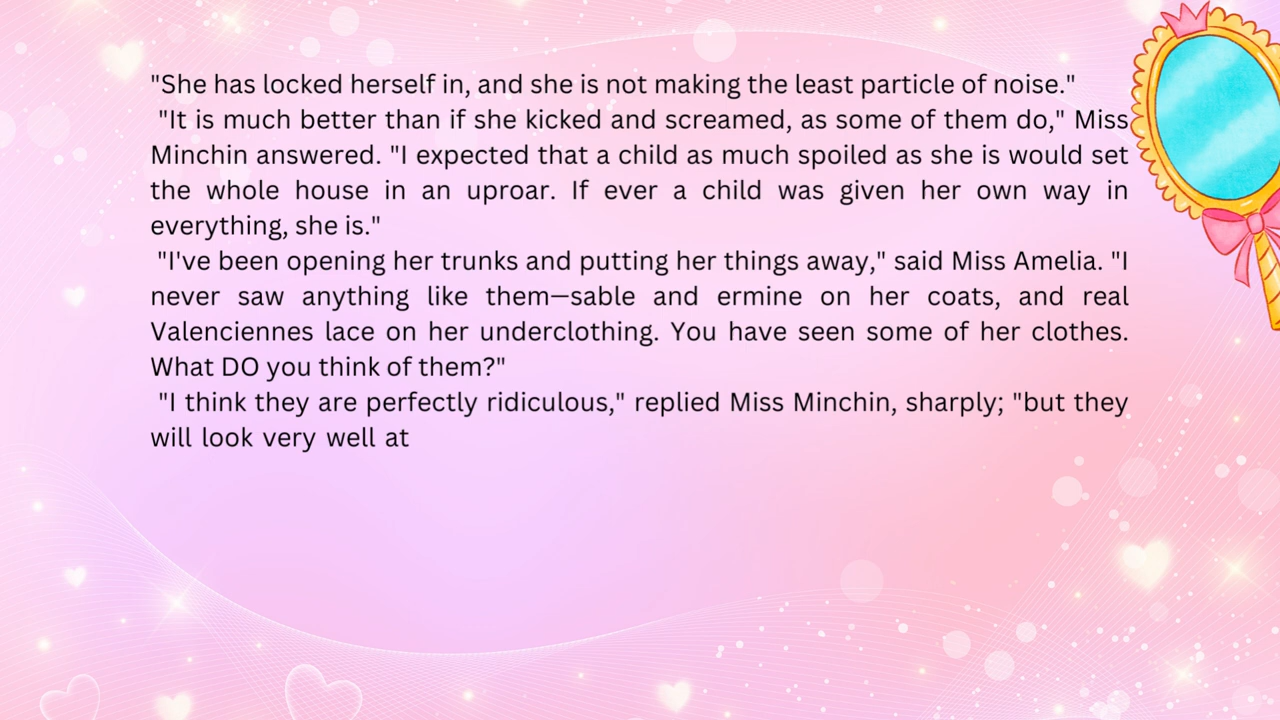 "She has locked herself in, and she is not making the least particle of noise."
"It is much better than if she kicked and screamed, as some of them do," Miss
Minchin answered. "I expected that a child as much spoiled as she is would set
the whole house in an uproar. If ever a child was given her own way in
everything, she is."
"I've been opening her trunks and putting her things away," said Miss Amelia. "I
never saw anything like them—sable and ermine on her coats, and real
Valenciennes lace on her underclothing. You have seen some of her clothes.
What DO you think of them?"
"I think they are perfectly ridiculous," replied Miss Minchin, sharply; "but they
will look very well at